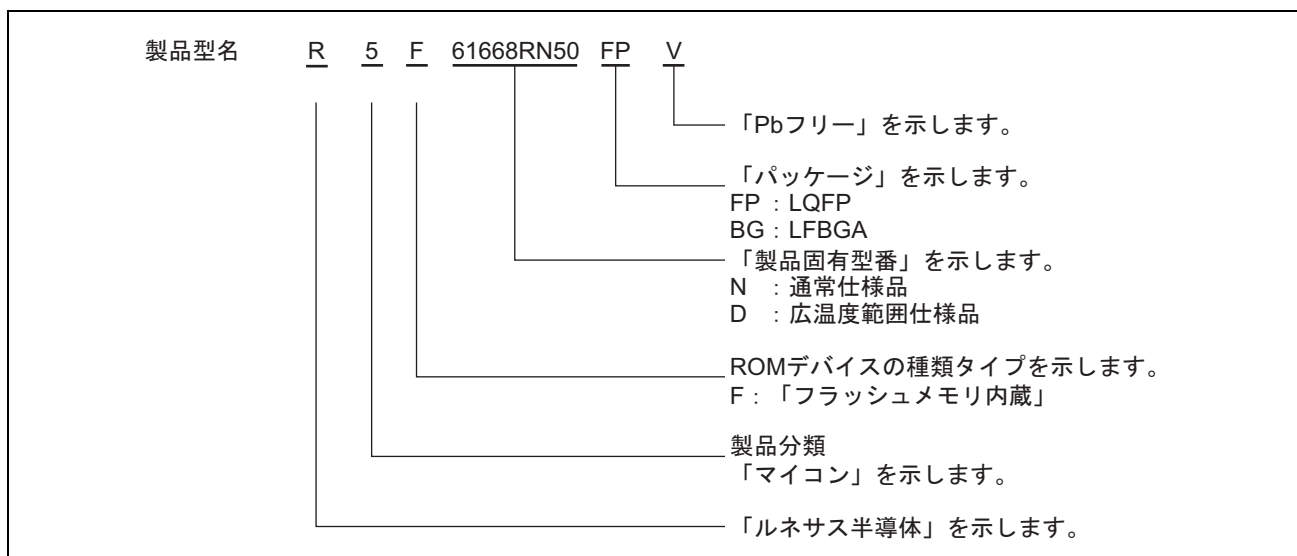 製品型名 R 5 F 61668RN50 FP V
「Pbフリー」を示します。
「パッケージ」を示します。
FP：LQFP
BG：LFBGA
「製品固有型番」を示します。
N ：通常仕様品
D ：広温度範囲仕様品
ROMデバイスの種類タイプを示します。
F：「フラッシュメモリ内蔵」
製品分類
「マイコン」を示します。
「ルネサス半導体」を示します。